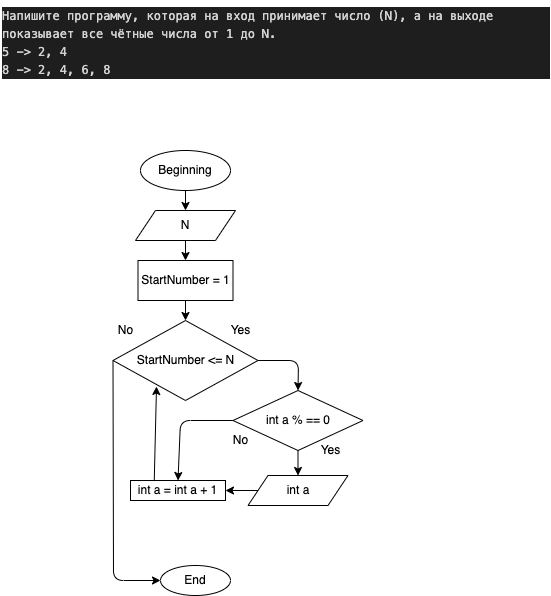 Напишите программу, которая на вход принимает число (N), а на выходе
показывает все чётные числа от 1 до N.
5 -> 2, 4
8 -> 2, 4, 6, 8
Beginning
N
StartNumber = 1
No
Yes
StartNumber <= N
int a % == 0
No
Yes
int a = int a + 1
int a
End